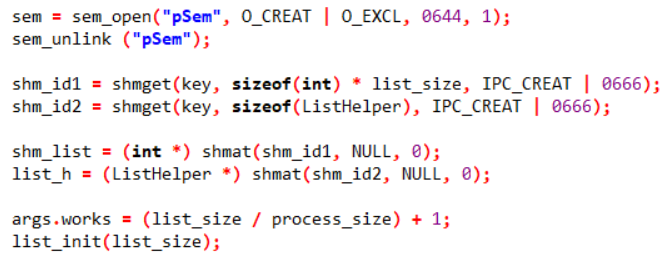 sem = sem_open("pSem", O_CREAT | O_EXCL, 0644, 1);
sem_unlink ("pSem");
shm_id1 = shmget(key, sizeof(int) * list_size, IPC_CREAT | 0666);
shm_id2 = shmget(key, sizeof(ListHelper), IPC_CREAT | 0666);
shm_list = (int *) shmat(shm_id1, NULL, 0);
list_h = (ListHelper *) shmat(shm_id2, NULL, 0);
args.works = (list_size / process_size) + 1;
list_init(list_size);